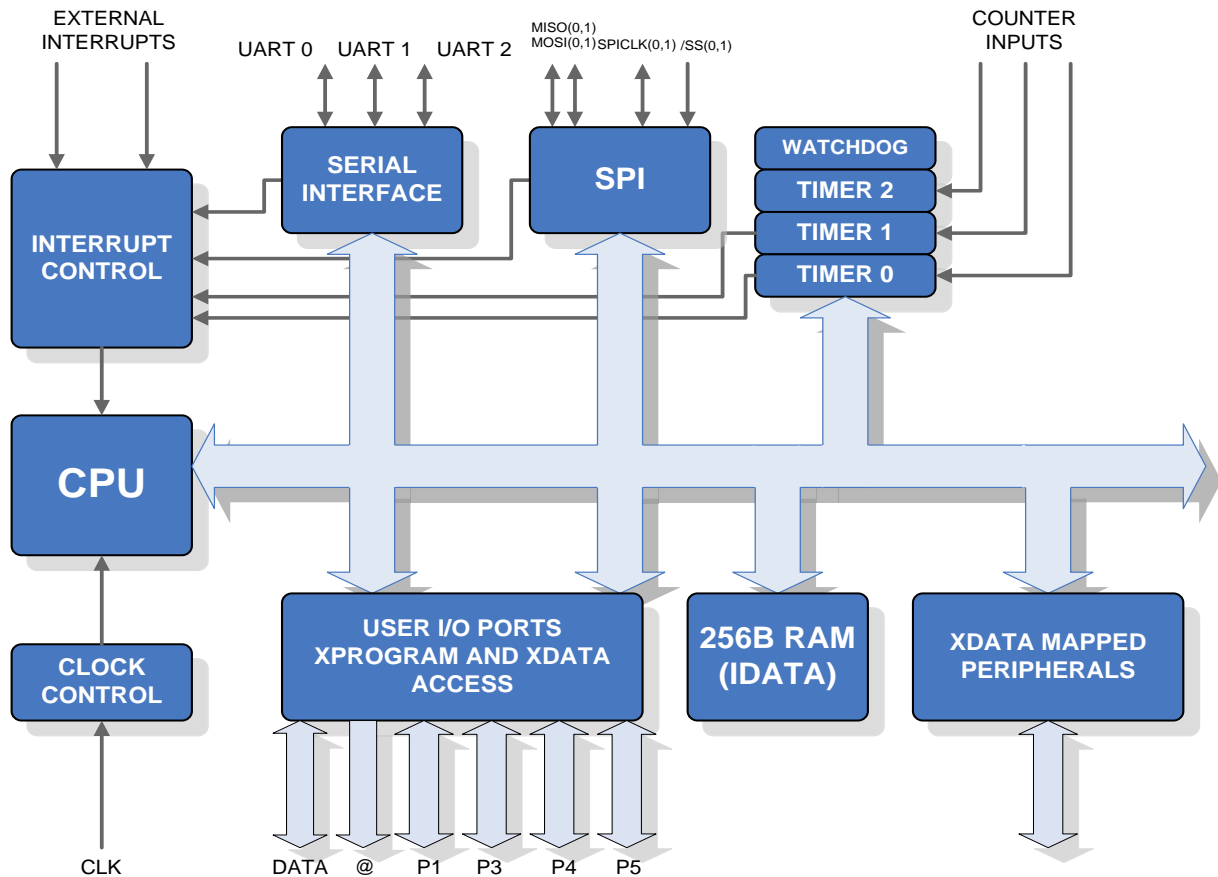 EXTERNAL
INTERRUPTS
UART 0
UART 1
UART 2
MISO(0,1)
MOSI(0,1)
SPICLK(0,1)
/SS(0,1)
COUNTER
INPUTS
SERIAL
INTERFACE
SPI
WATCHDOG
TIMER 2
TIMER 1
TIMER 0
INTERRUPT
CONTROL
CPU
CLOCK
CONTROL
USER I/O PORTS
XPROGRAM AND XDATA
ACCESS
256B RAM
(IDATA)
XDATA MAPPED
PERIPHERALS
CLK
DATA
@
P1
P3
P4
P5